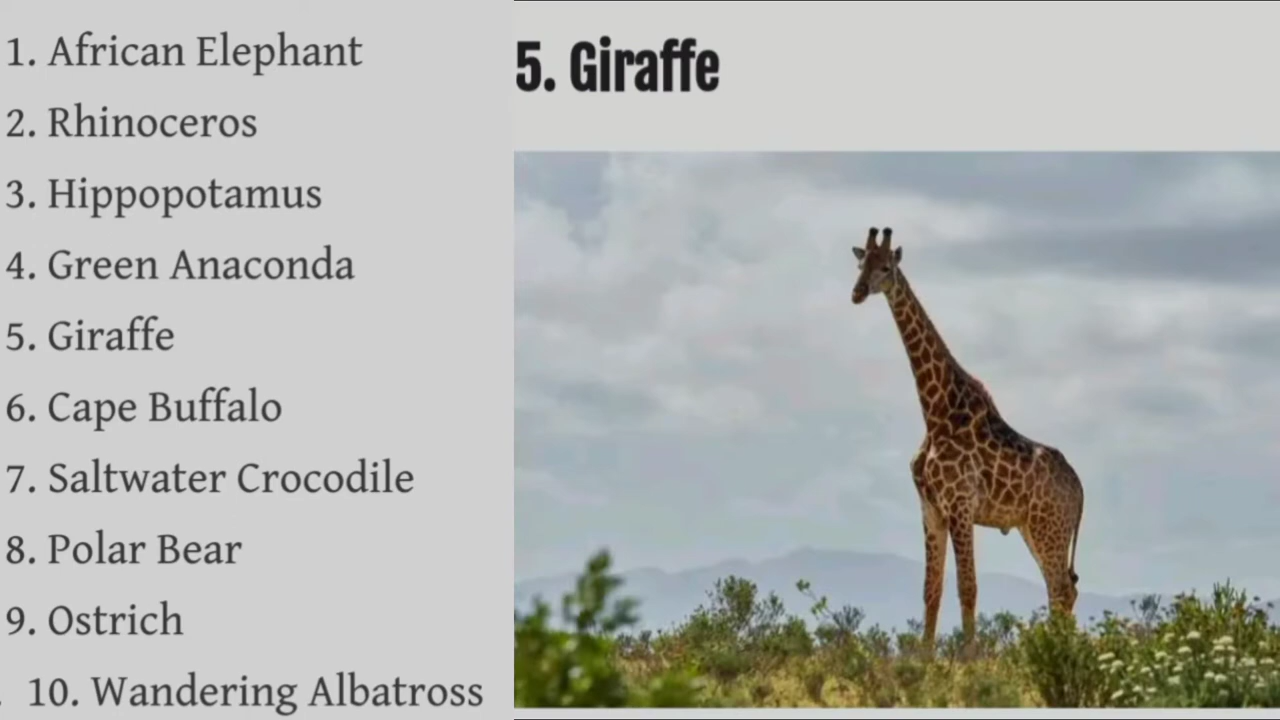 1. African Elephant
2. Rhinoceros
3. Hippopotamus
4. Green Anaconda
5. Giraffe
6. Cape Buffalo
7. Saltwater Crocodile
8. Polar Bear
9. Ostrich
10. Wandering Albatross
5. Giraffe